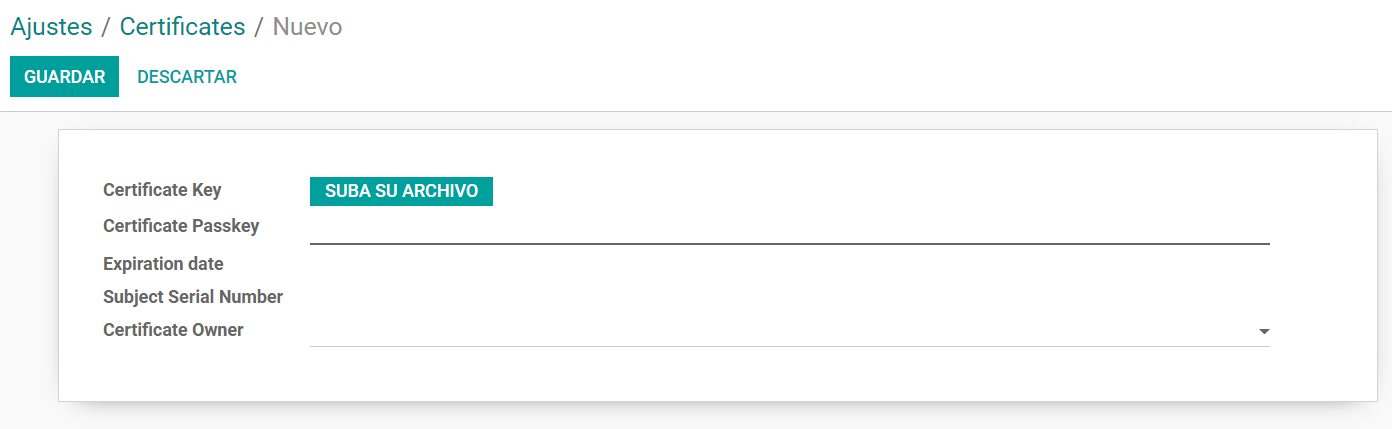 Ajustes / Certificates / Nuevo
GUARDAR DESCARTAR
Certificate Key SUBA SU ARCHIVO
Certificate Passkey
Expiration date
Subject Serial Number
Certificate Owner